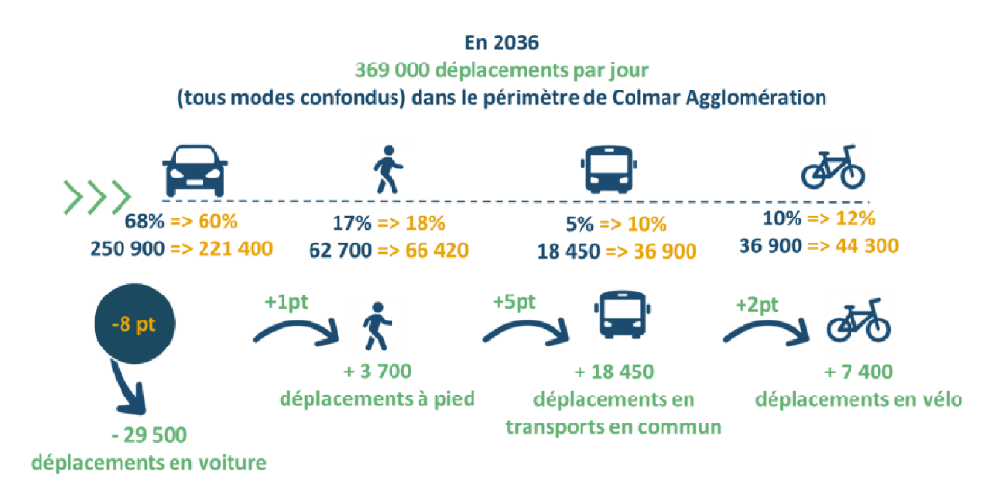 En 2036
369 000 déplacements par jour
(tous modes confondus) dans le périmètre de Colmar Agglomération
68% => 60%
250 900 => 221 400
17% => 18%
62 700 => 66 420
5% => 10%
18 450 => 36 900
10% => 12%
36 900 => 44 300
-8 pt
- 29 500
déplacements en voiture
+1pt
+ 3 700
déplacements à pied
+5pt
+ 18 450
déplacements en
transports en commun
+2pt
+ 7 400
déplacements en vélo